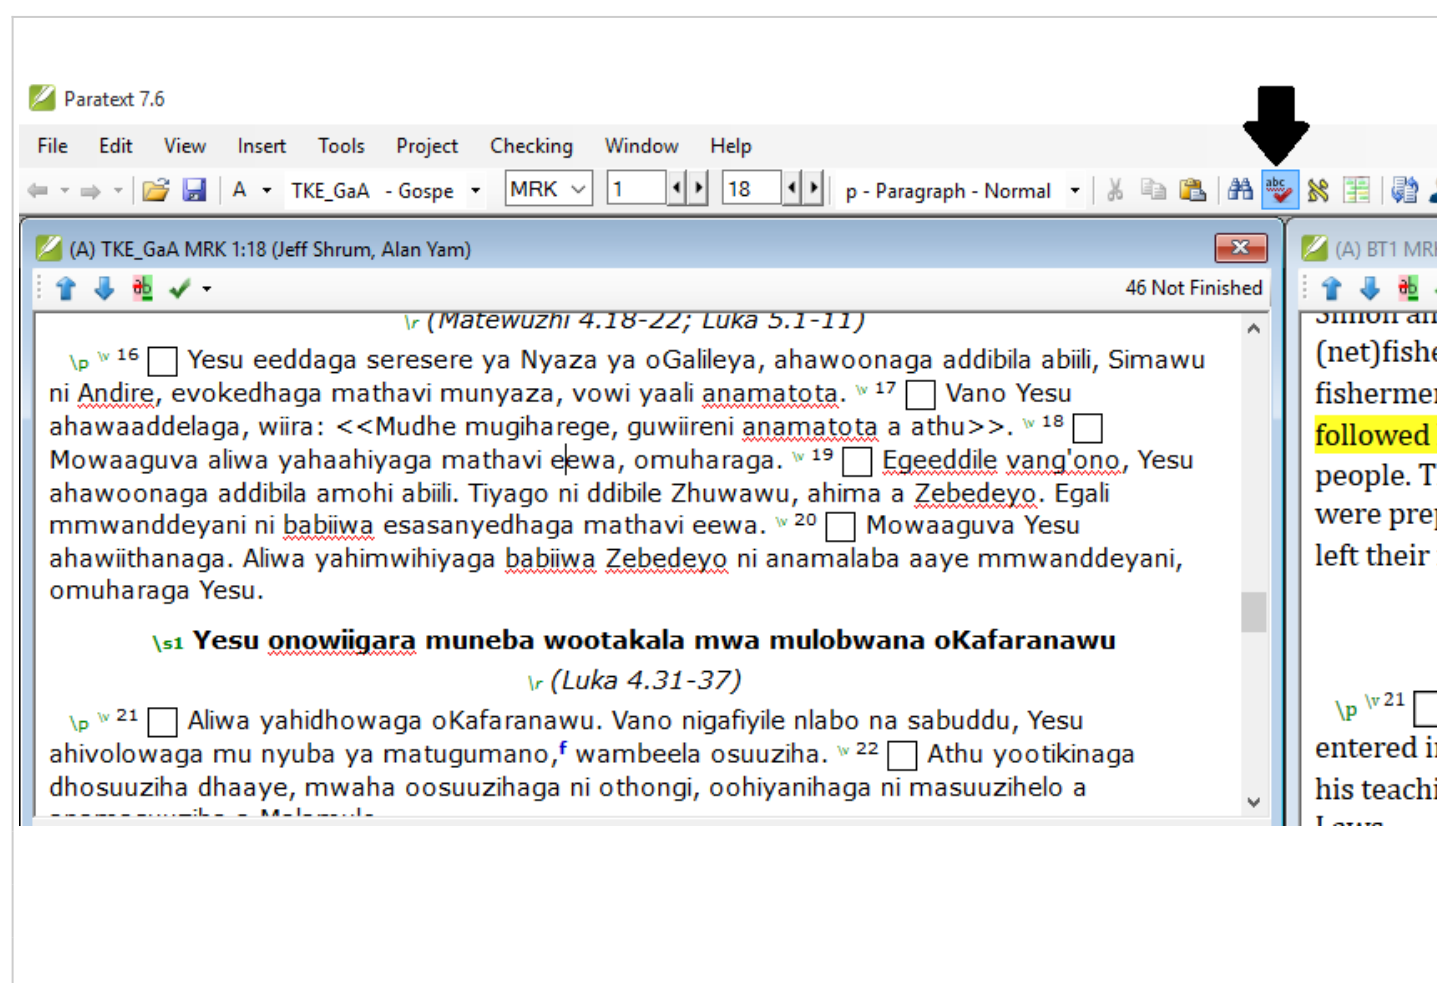 Paratext 7.6
File Edit View Insert Tools Project Checking Window Help
A TKE_GaA - Gospe MRK 1 18 p - Paragraph - Normal abc
(A) TKE_GaA MRK 1:18 (Jeff Shrum, Alan Yam)
46 Not Finished
\r (Matewuzhi 4.18-22; Luka 5.1-11)
\p \v 16 Yesu eeddaga seresere ya Nyaza ya oGalileya, ahawoonaga addibila abiili, Simawu
ni Andire, evokedhaga mathavi munyaza, vowi yaali anamatota. \v 17 Vano Yesu
ahawaaddelaga, wiira: <<Mudhe mugiharege, guwiireni anamatota a athu>>. \v 18
Mowaaguva aliwa yahaahiyaga mathavi eewa, omuharaga. \v 19 Egeeddile vang'ono, Yesu
ahawoonaga addibila amohi abiili. Tiyago ni ddibile Zhuwawu, ahima a Zebedeyo. Egali
mmwanddeyani ni babiiwa esasanyedhaga mathavi eewa. \v 20 Mowaaguva Yesu
ahawiithanaga. Aliwa yahimwihiyaga babiiwa Zebedeyo ni anamalaba aaye mmwanddeyani,
omuharaga Yesu.
\s1 Yesu onowiigara muneba wootakala mwa mulobwana oKafaranawu
\r (Luka 4.31-37)
\p \v 21 Aliwa yahidhowaga oKafaranawu. Vano nigafiyile nlabo na sabuddu, Yesu
ahivolowaga mu nyuba ya matugumano,f wambeela osuuziha. \v 22 Athu yootikinaga
dhosuuziha dhaaye, mwaha oosuuzihaga ni othongi, oohiyanihaga ni masuuzihelo a
(A) BT1 MR
(net)fishe
fisherme
followed
people. T
were pre
left their
\p \v 21
entered i
his teachi